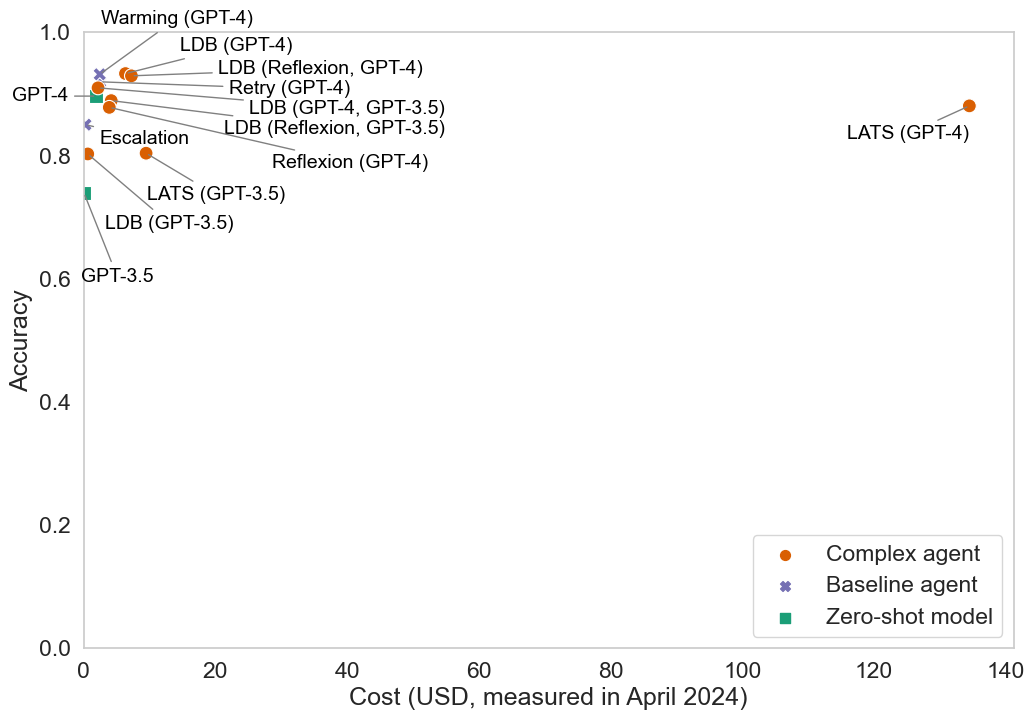 Warming (GPT-4)
1.0
LDB (GPT-4)
LDB (Reflexion, GPT-4)
Retry (GPT-4)
GPT-4
LDB (GPT-4, GPT-3.5)
LDB (Reflexion, GPT-3.5)
LATS (GPT-4)
Escalation
0.8
Reflexion (GPT-4)
LATS (GPT-3.5)
LDB (GPT-3.5)
GPT-3.5
0.6
Accuracy
0.4
0.2
Complex agent
Baseline agent
Zero-shot model
0.0
0 20 40 60 80 100 120 140
Cost (USD, measured in April 2024)